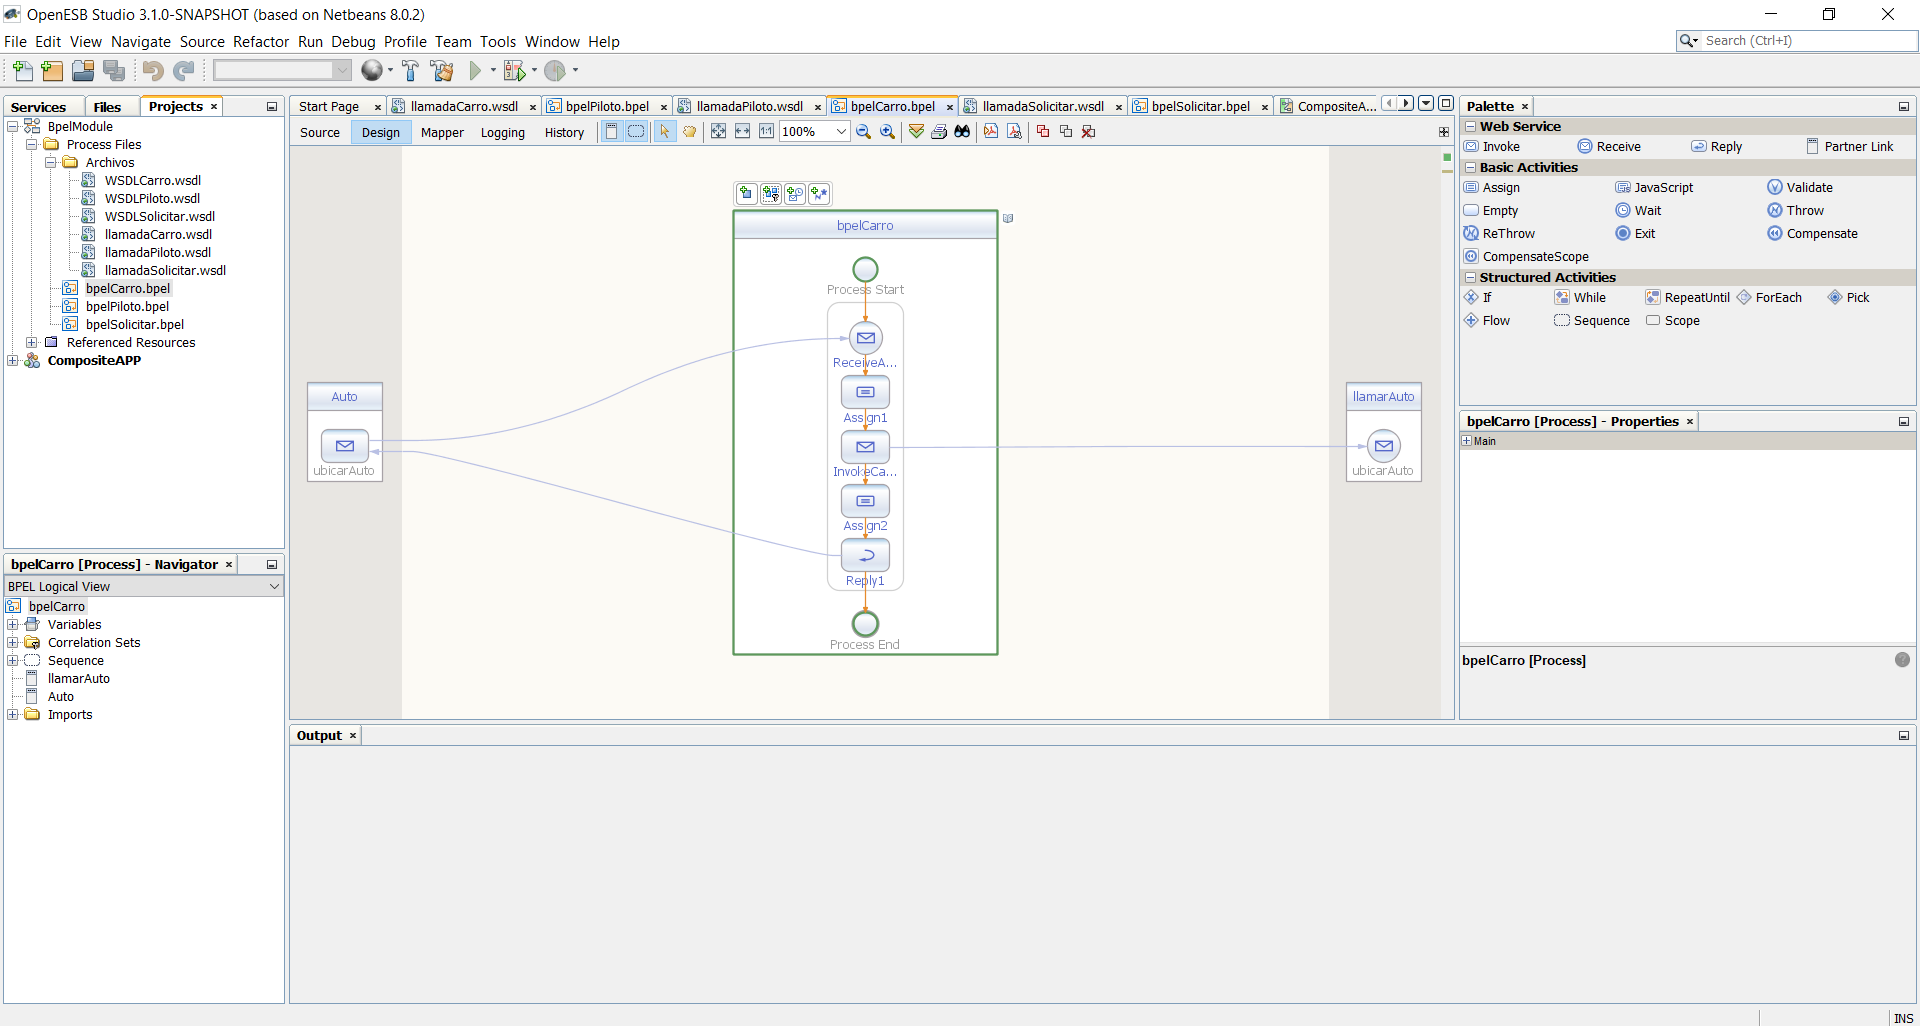 OpenESB Studio 3.1.0-SNAPSHOT (based on Netbeans 8.0.2)
File Edit View Navigate Source Refactor Run Debug Profile Team Tools Window Help
Search (Ctrl+I)
Services Files Projects
BpelModule
Process Files
Archivos
WSDLCarro.wsdl
WSDLPiloto.wsdl
WSDLSolicitar.wsdl
llamadaCarro.wsdl
llamadaPiloto.wsdl
llamadaSolicitar.wsdl
bpelCarro.bpel
bpelPiloto.bpel
bpelSolicitar.bpel
Referenced Resources
CompositeAPP
bpelCarro [Process] - Navigator
BPEL Logical View
bpelCarro
Variables
Correlation Sets
Sequence
llamarAuto
Auto
Imports
Start Page llamadaCarro.wsdl bpelPiloto.bpel llamadaPiloto.wsdl bpelCarro.bpel llamadaSolicitar.wsdl bpelSolicitar.bpel CompositeA...
Source Design Mapper Logging History 1:1 100%
bpelCarro
Process Start
ReceiveA...
Assign1
InvokeCa...
Assign2
Reply1
Process End
Auto
ubicarAuto
llamarAuto
ubicarAuto
Output
Palette
Web Service
Invoke Receive Reply Partner Link
Basic Activities
Assign JavaScript Validate
Empty Wait Throw
ReThrow Exit Compensate
CompensateScope
Structured Activities
If While RepeatUntil ForEach Pick
Flow Sequence Scope
bpelCarro [Process] - Properties
Main
bpelCarro [Process]
INS